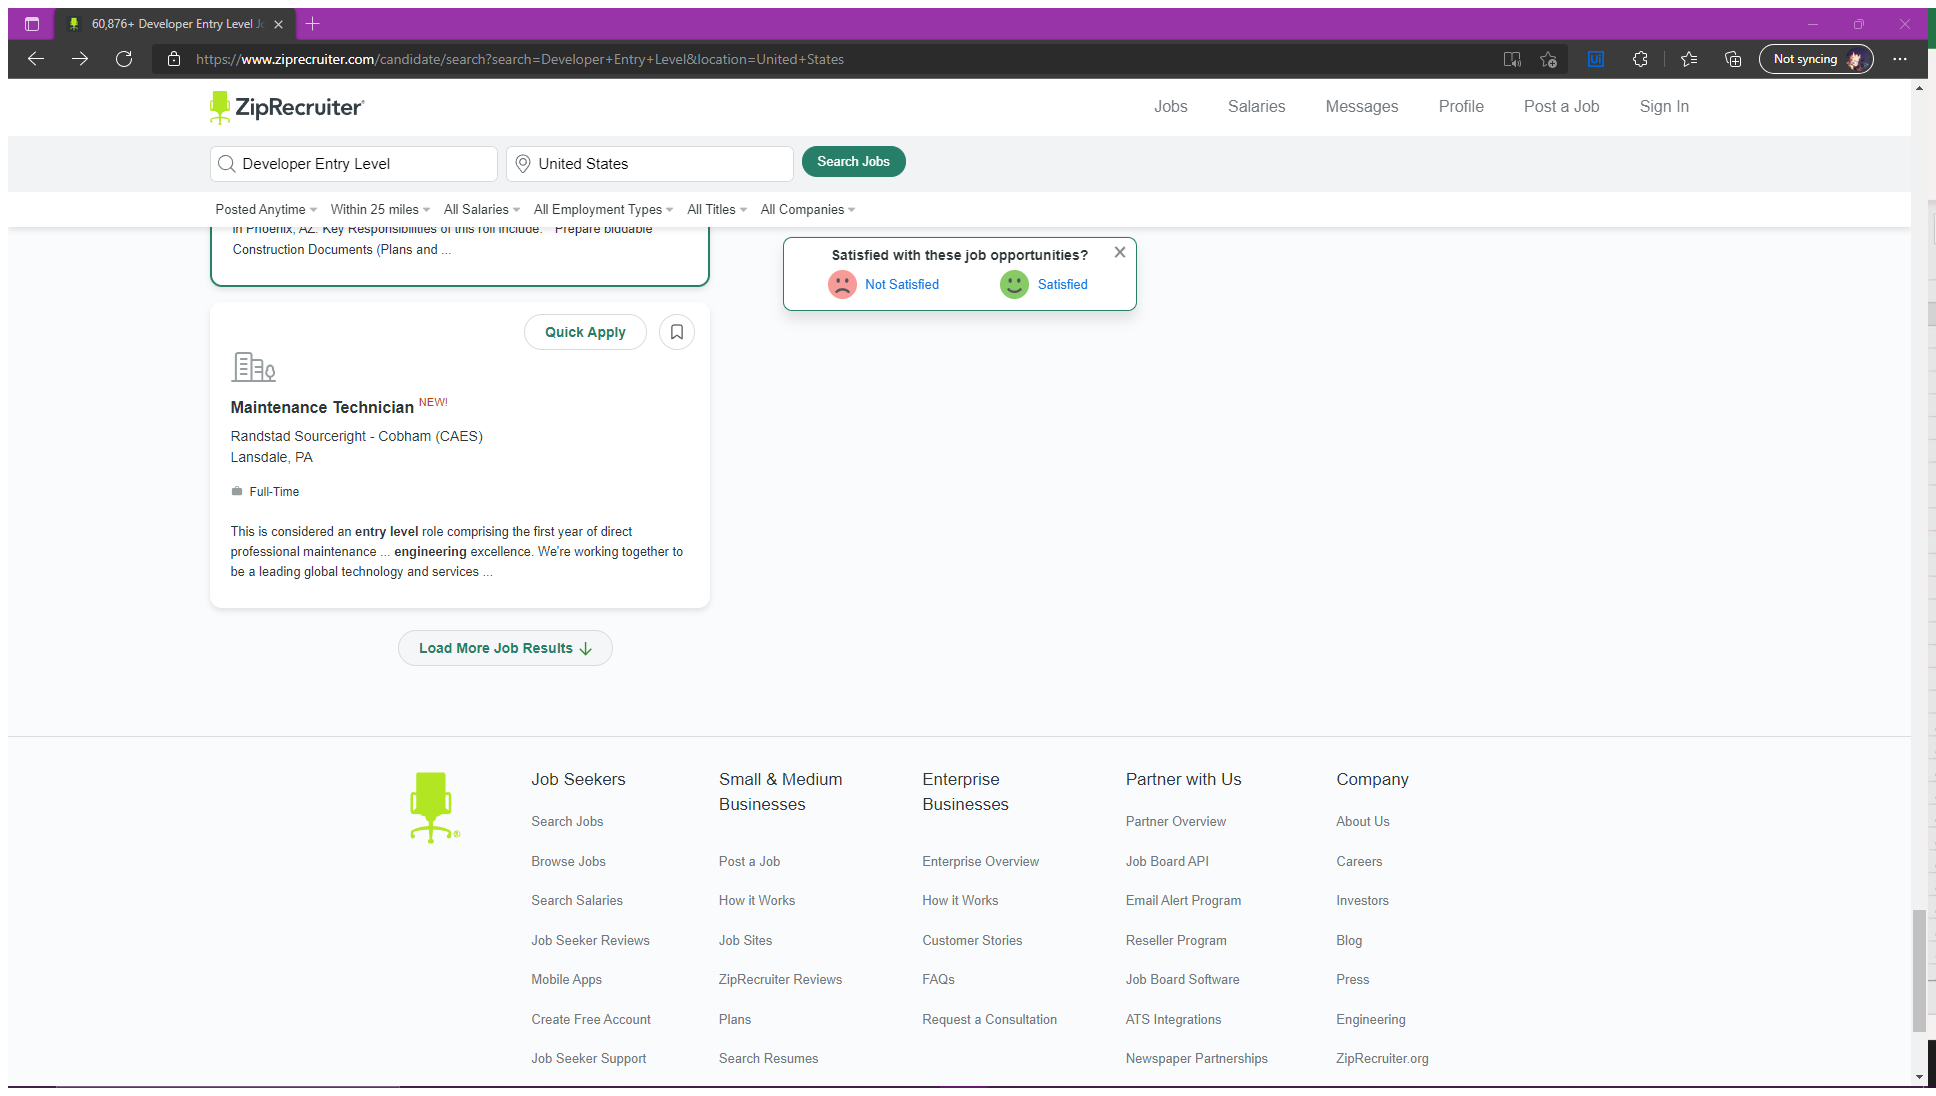 60,876+ Developer Entry Level J
https://www.ziprecruiter.com/candidate/search?search=Developer+Entry+Level&location=United+States
Not syncing
ZipRecruiter
Jobs
Salaries
Messages
Profile
Post a Job
Sign In
Developer Entry Level
United States
Search Jobs
Posted Anytime
Within 25 miles
All Salaries
All Employment Types
All Titles
All Companies
in Phoenix, AZ. Key Responsibilities of this roll include: Prepare biddable
Construction Documents (Plans and ...
Satisfied with these job opportunities?
Not Satisfied
Satisfied
Quick Apply
Maintenance Technician NEW!
Randstad Sourceright - Cobham (CAES)
Lansdale, PA
Full-Time
This is considered an entry level role comprising the first year of direct
professional maintenance ... engineering excellence. We're working together to
be a leading global technology and services ...
Load More Job Results
Job Seekers
Search Jobs
Browse Jobs
Search Salaries
Job Seeker Reviews
Mobile Apps
Create Free Account
Job Seeker Support
Small & Medium
Businesses
Post a Job
How it Works
Job Sites
ZipRecruiter Reviews
Plans
Search Resumes
Enterprise
Businesses
Enterprise Overview
How it Works
Customer Stories
FAQs
Request a Consultation
Partner with Us
Partner Overview
Job Board API
Email Alert Program
Reseller Program
Job Board Software
ATS Integrations
Newspaper Partnerships
Company
About Us
Careers
Investors
Blog
Press
Engineering
ZipRecruiter.org